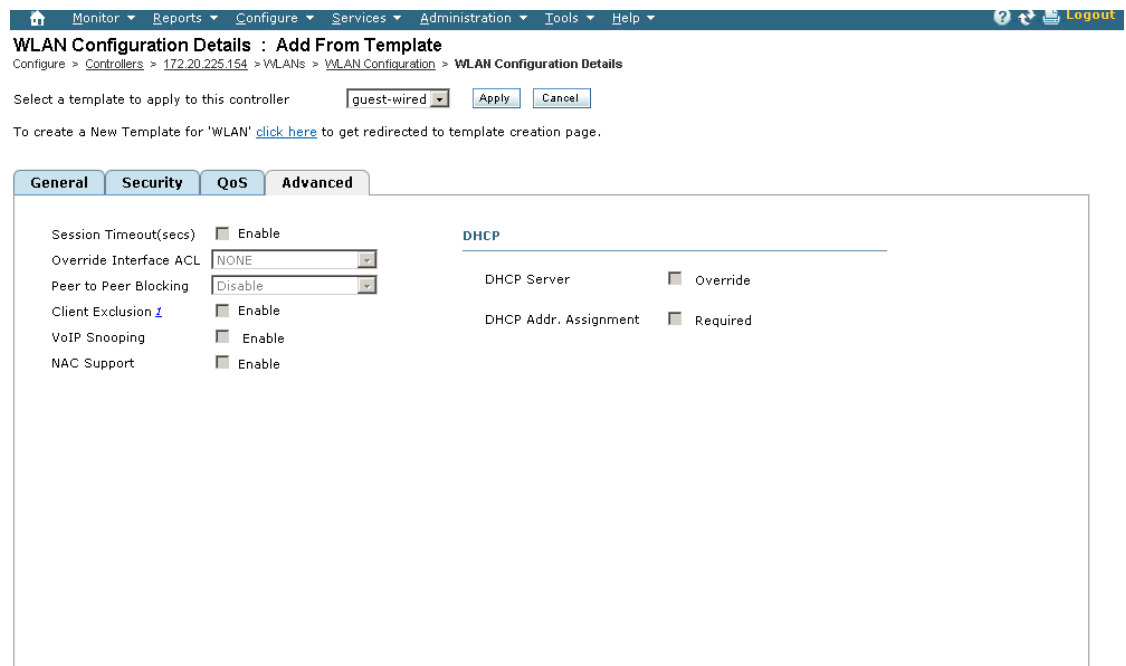 Monitor Reports Configure Services Administration Tools Help Logout
WLAN Configuration Details : Add From Template
Configure > Controllers > 172.20.225.154 > WLANs > WLAN Configuration > WLAN Configuration Details
Select a template to apply to this controller guest-wired Apply Cancel
To create a New Template for 'WLAN' click here to get redirected to template creation page.
General Security QoS Advanced
Session Timeout(secs) Enable
Override Interface ACL NONE
Peer to Peer Blocking Disable
Client Exclusion 1 Enable
VoIP Snooping Enable
NAC Support Enable
DHCP
DHCP Server Override
DHCP Addr. Assignment Required